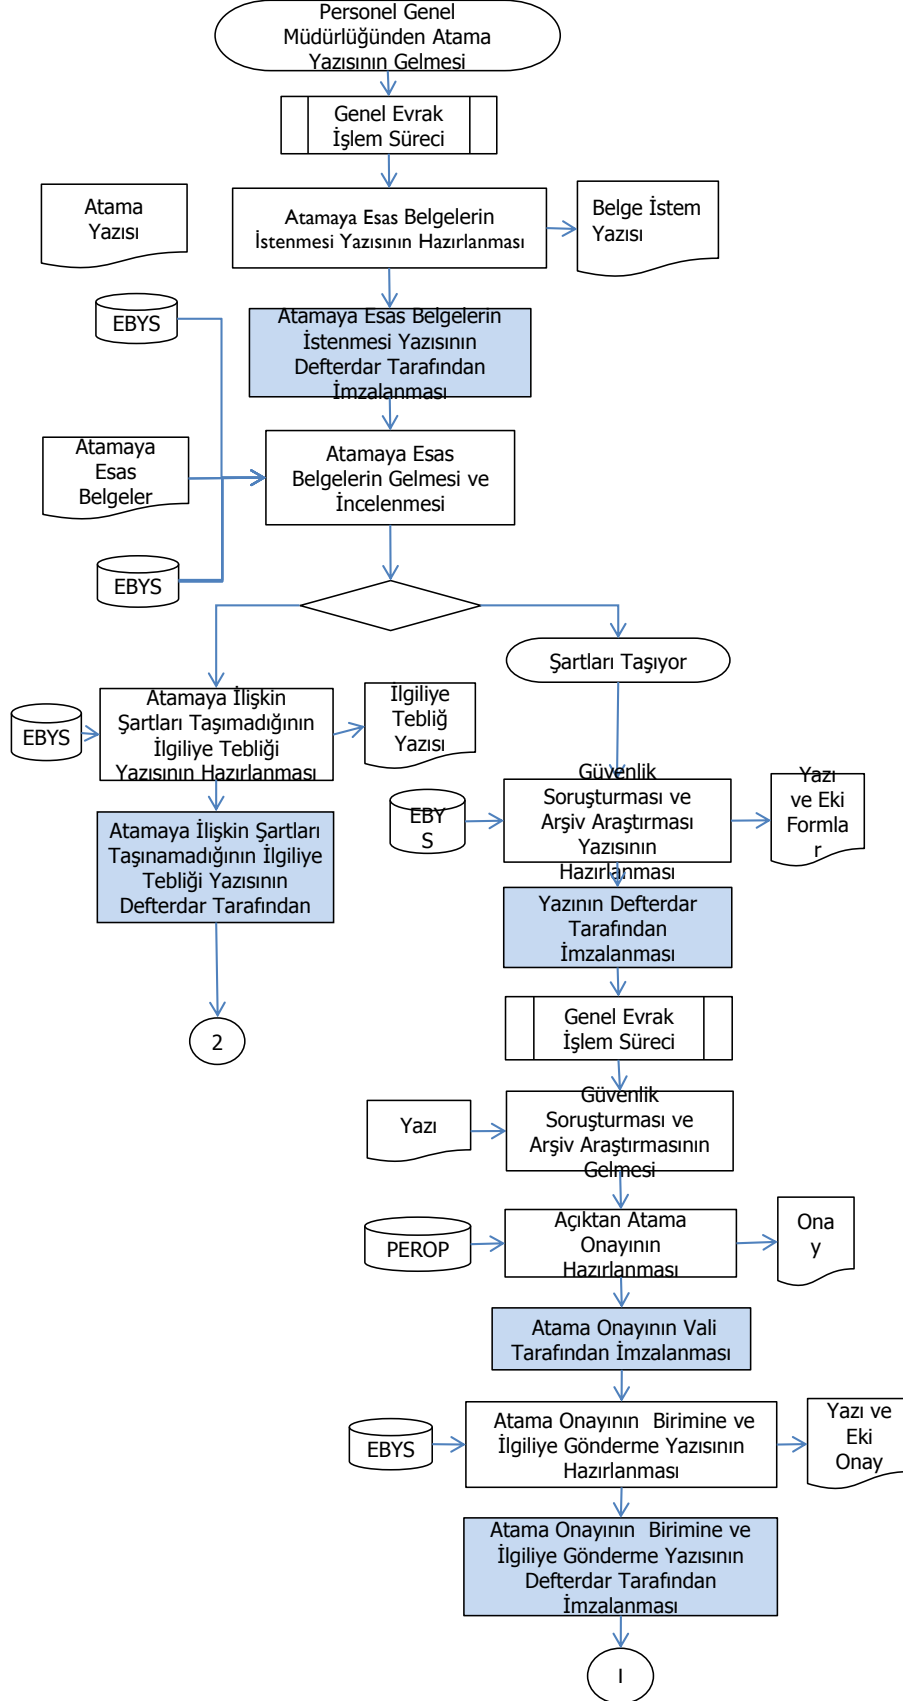 Personel Genel
Müdürlüğünden Atama
Yazısının Gelmesi
Genel Evrak
İşlem Süreci
Atama
Yazısı
Atamaya Esas Belgelerin
İstenmesi Yazısının Hazırlanması
Belge İstem
Yazısı
EBYS
Atamaya Esas Belgelerin
İstenmesi Yazısının
Defterdar Tarafından
İmzalanması
Atamaya
Esas
Belgeler
Atamaya Esas
Belgelerin Gelmesi ve
İncelenmesi
EBYS
Şartları Taşıyor
EBYS
Atamaya İlişkin
Şartları Taşımadığının
İlgiliye Tebliği
Yazısının Hazırlanması
İlgiliye
Tebliğ
Yazısı
EBY
S
Güvenlik
Soruşturması ve
Arşiv Araştırması
Yazısının
Hazırlanması
Yazı
ve Eki
Formla
r
Atamaya İlişkin Şartları
Taşınamadığının İlgiliye
Tebliği Yazısının
Defterdar Tarafından
Yazının Defterdar
Tarafından
İmzalanması
2
Genel Evrak
İşlem Süreci
Yazı
Güvenlik
Soruşturması ve
Arşiv Araştırmasının
Gelmesi
PEROP
Açıktan Atama
Onayının
Hazırlanması
Ona
y
Atama Onayının Vali
Tarafından İmzalanması
EBYS
Atama Onayının  Birimine ve
İlgiliye Gönderme Yazısının
Hazırlanması
Yazı ve
Eki
Onay
Atama Onayının  Birimine ve
İlgiliye Gönderme Yazısının
Defterdar Tarafından
İmzalanması
1